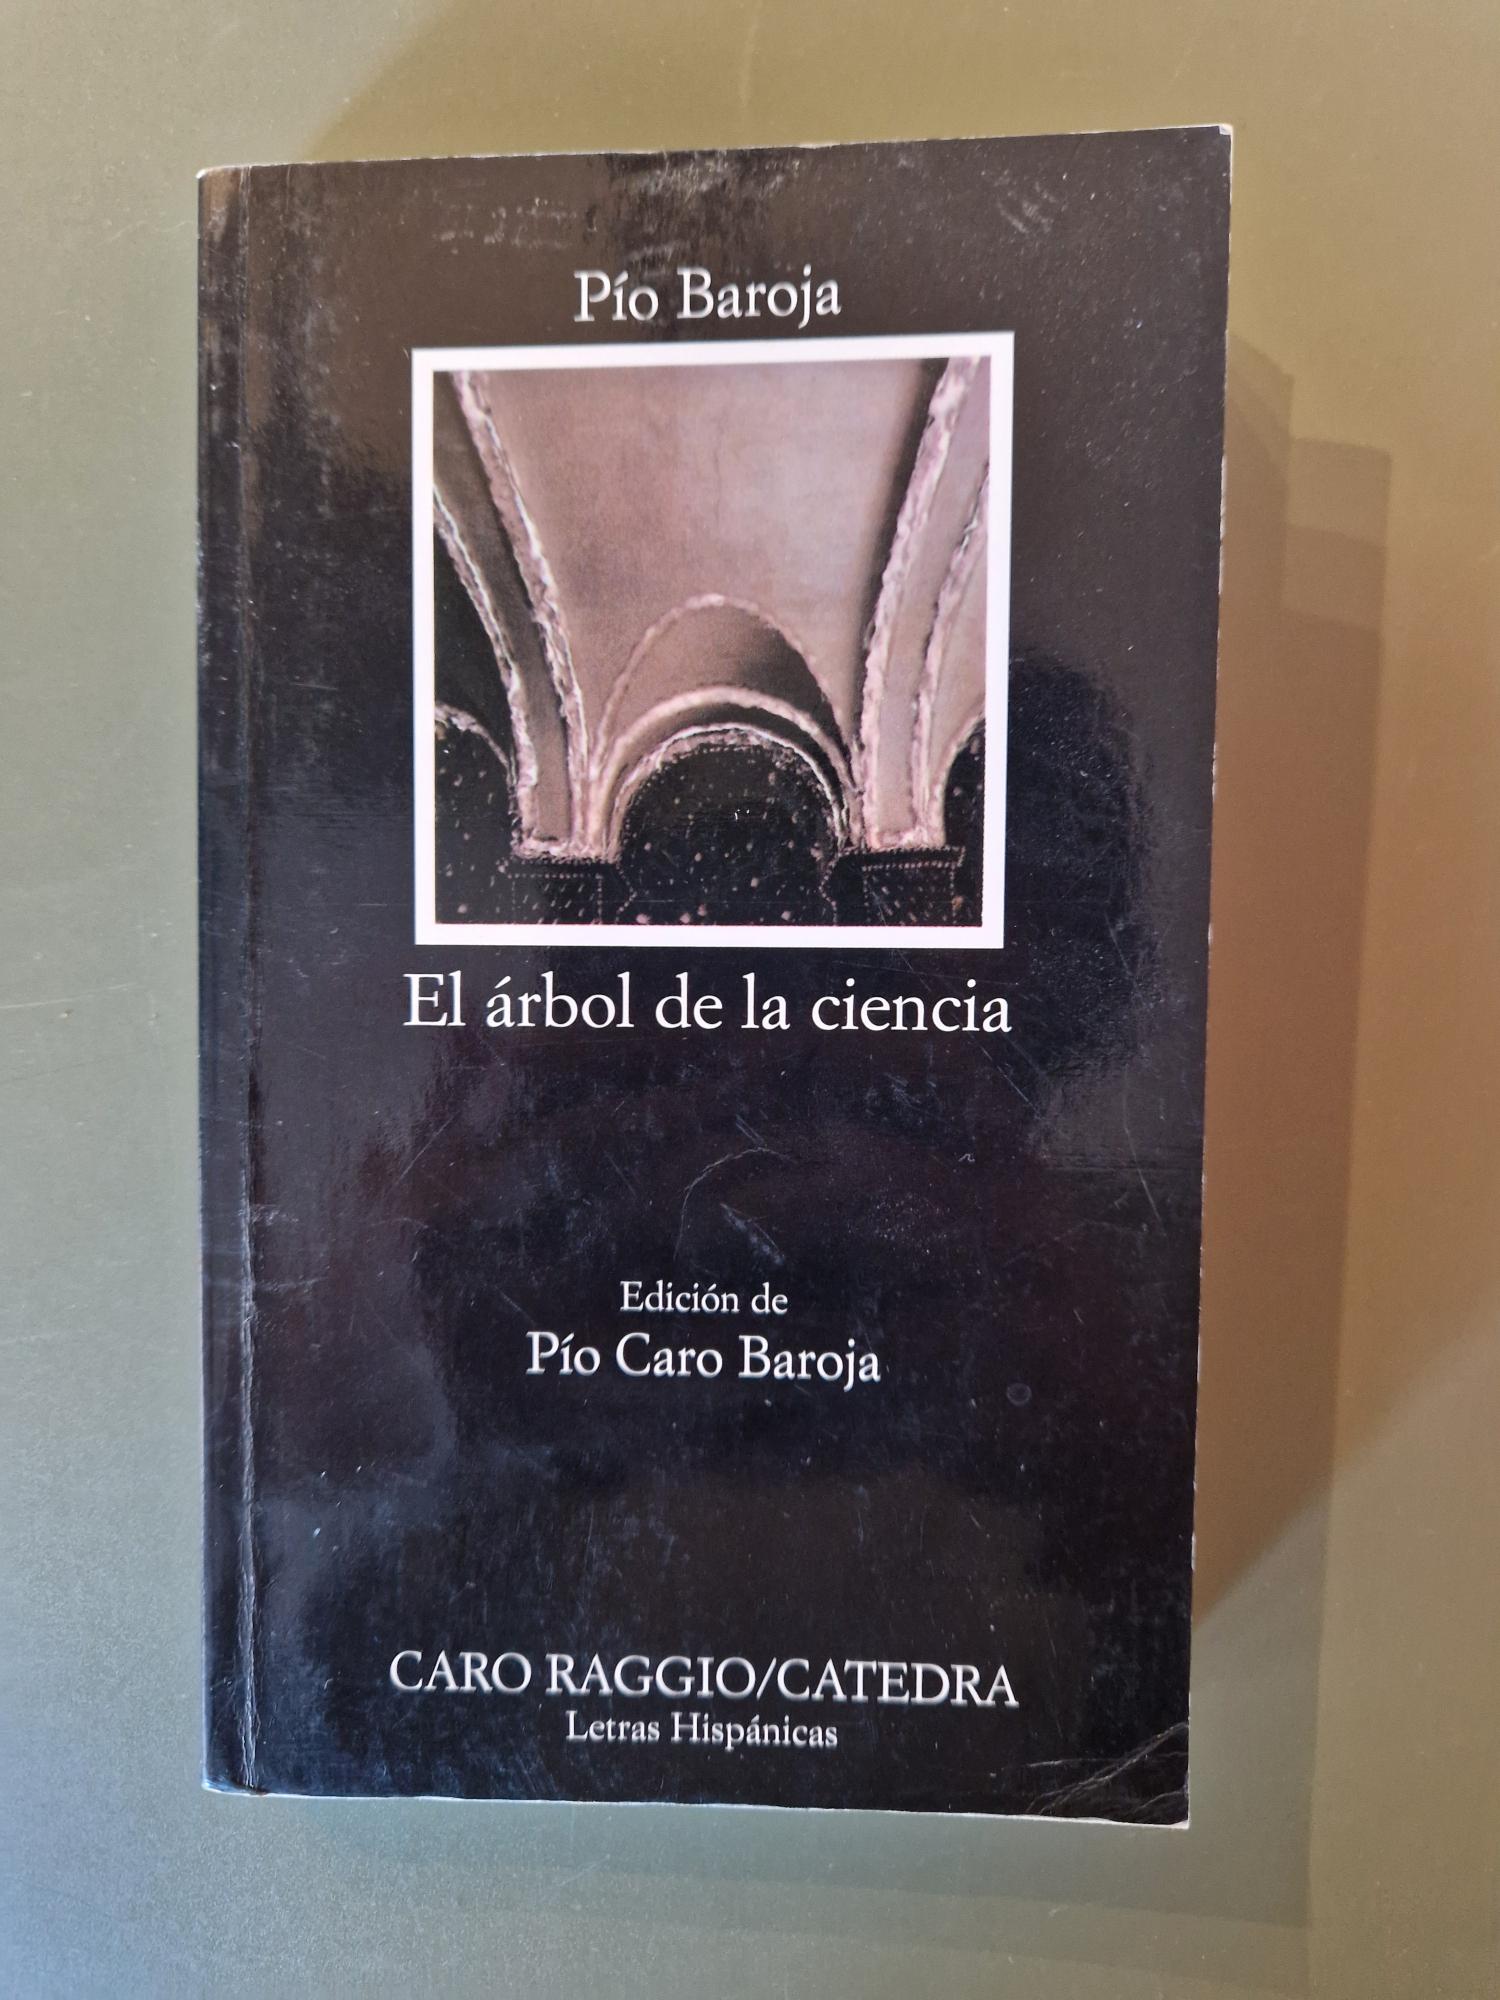 Pío Baroja
El árbol de la ciencia
Edición de
Pío Caro Baroja
CARO RAGGIO/CATEDRA
Letras Hispánicas